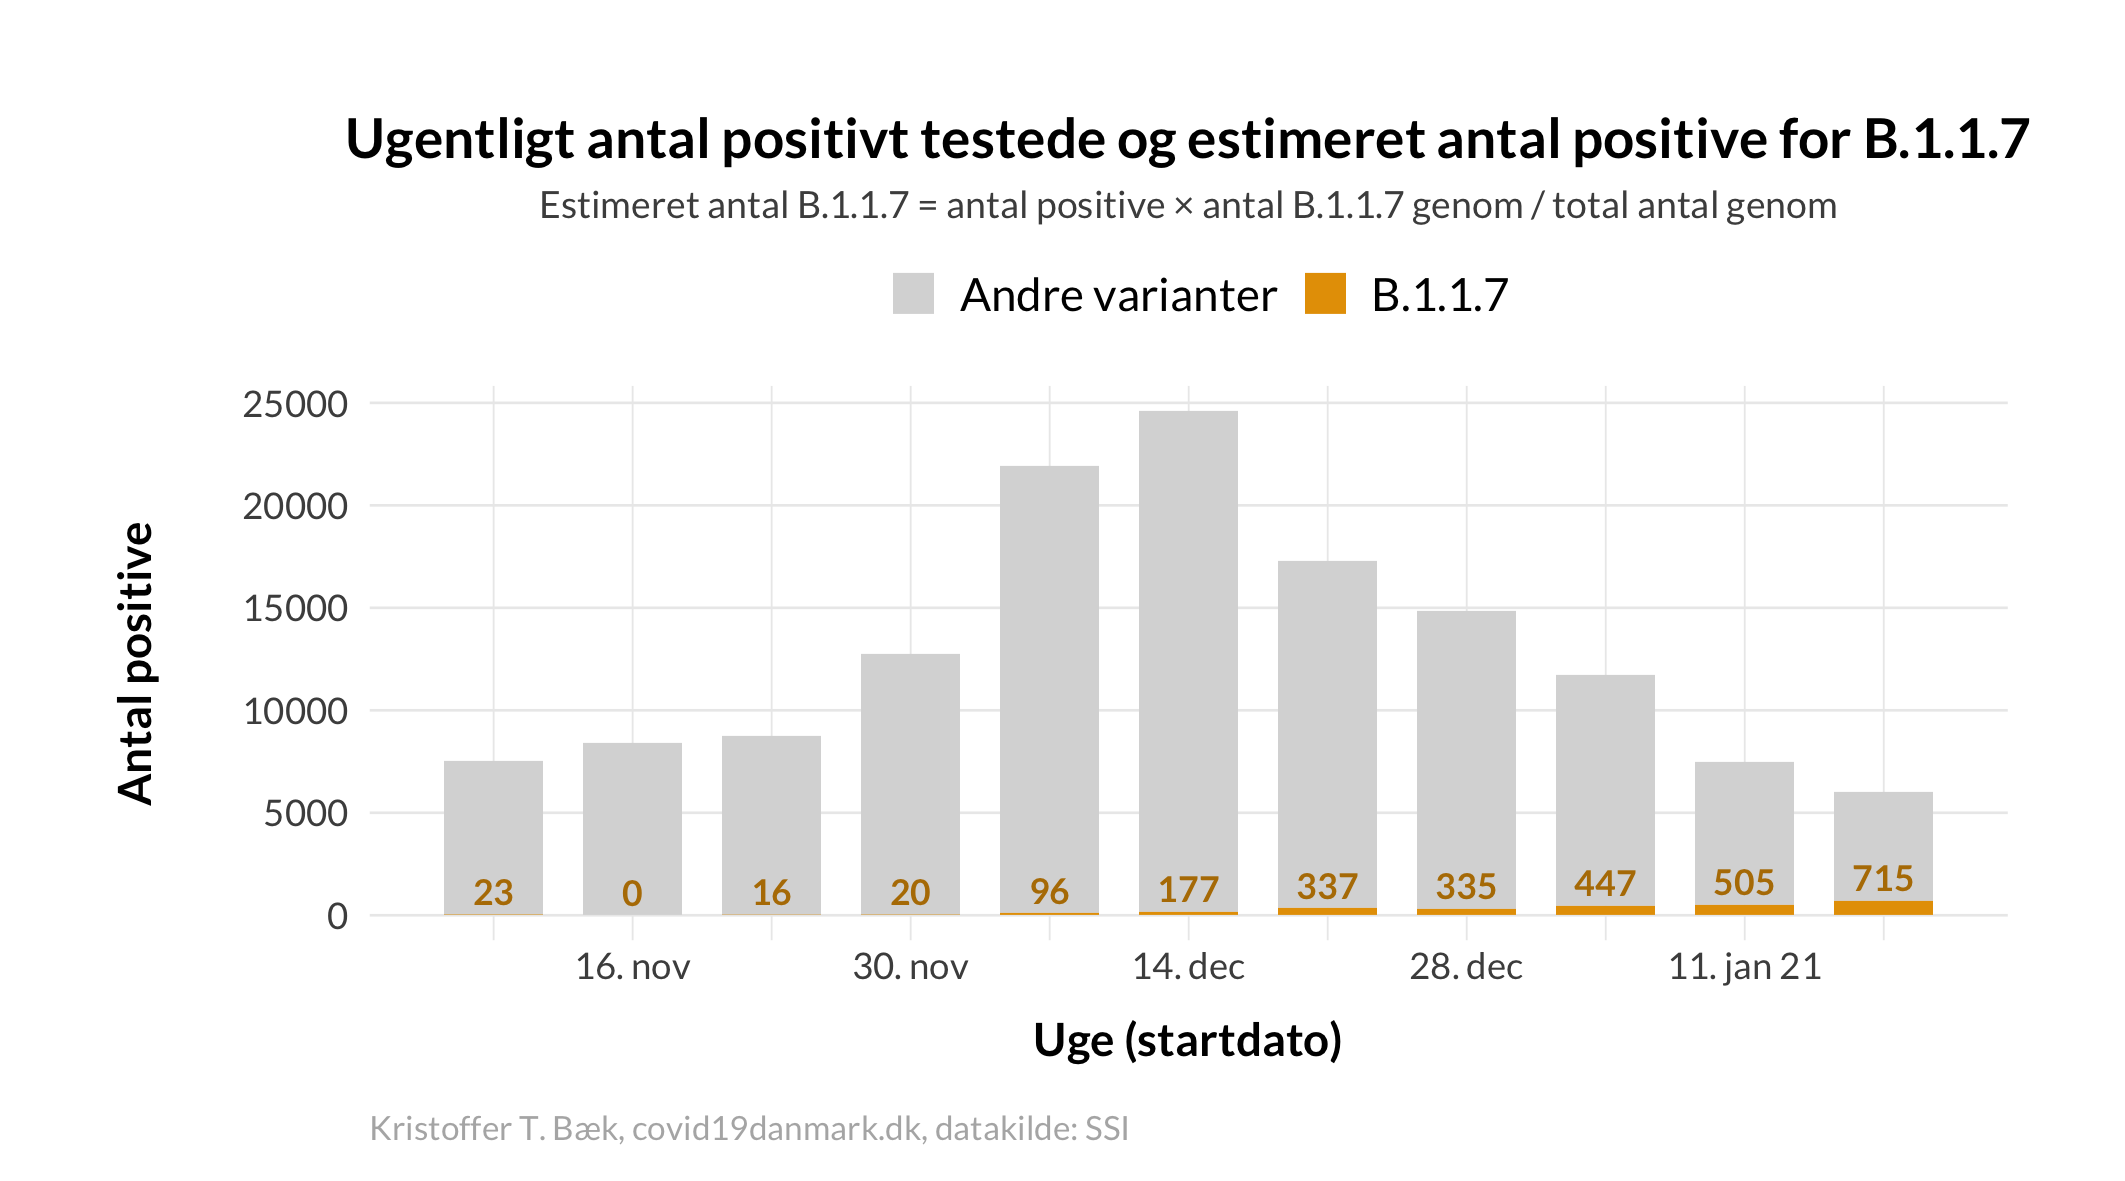 Ugentligt antal positivt testede og estimeret antal positive for B.1.1.7
Estimeret antal B.1.1.7 = antal positive × antal B.1.1.7 genom / total antal genom
Andre varianter B.1.1.7
Antal positive
25000
20000
15000
10000
5000
0
23 0 16 20 96 177 337 335 447 505 715
16. nov 30. nov 14. dec 28. dec 11. jan 21
Uge (startdato)
Kristoffer T. Bæk, covid19danmark.dk, datakilde: SSI